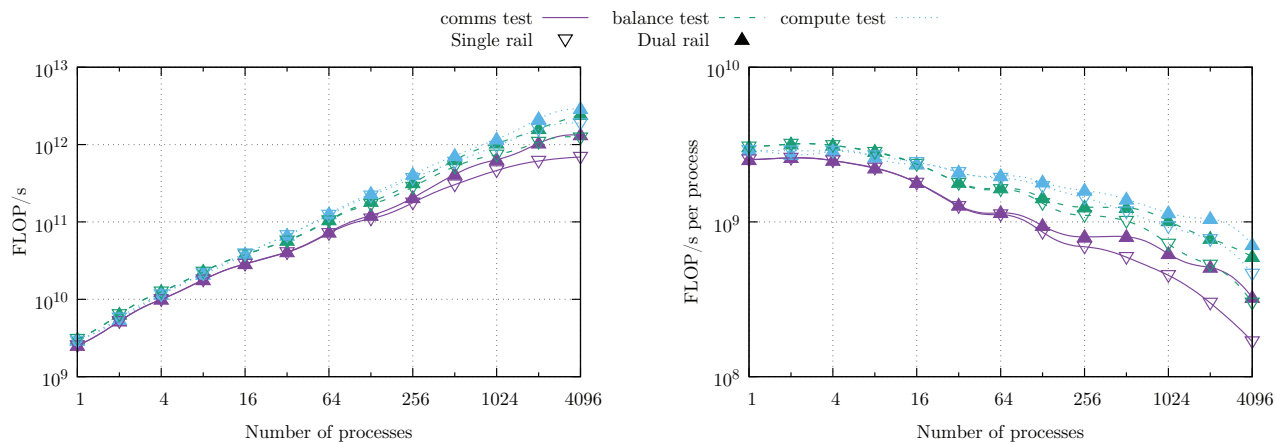 comms test balance test compute test
Single rail Dual rail
FLOP/s
10^13
10^12
10^11
10^10
10^9
1 4 16 64 256 1024 4096
Number of processes
FLOP/s per process
10^10
10^9
10^8
1 4 16 64 256 1024 4096
Number of processes